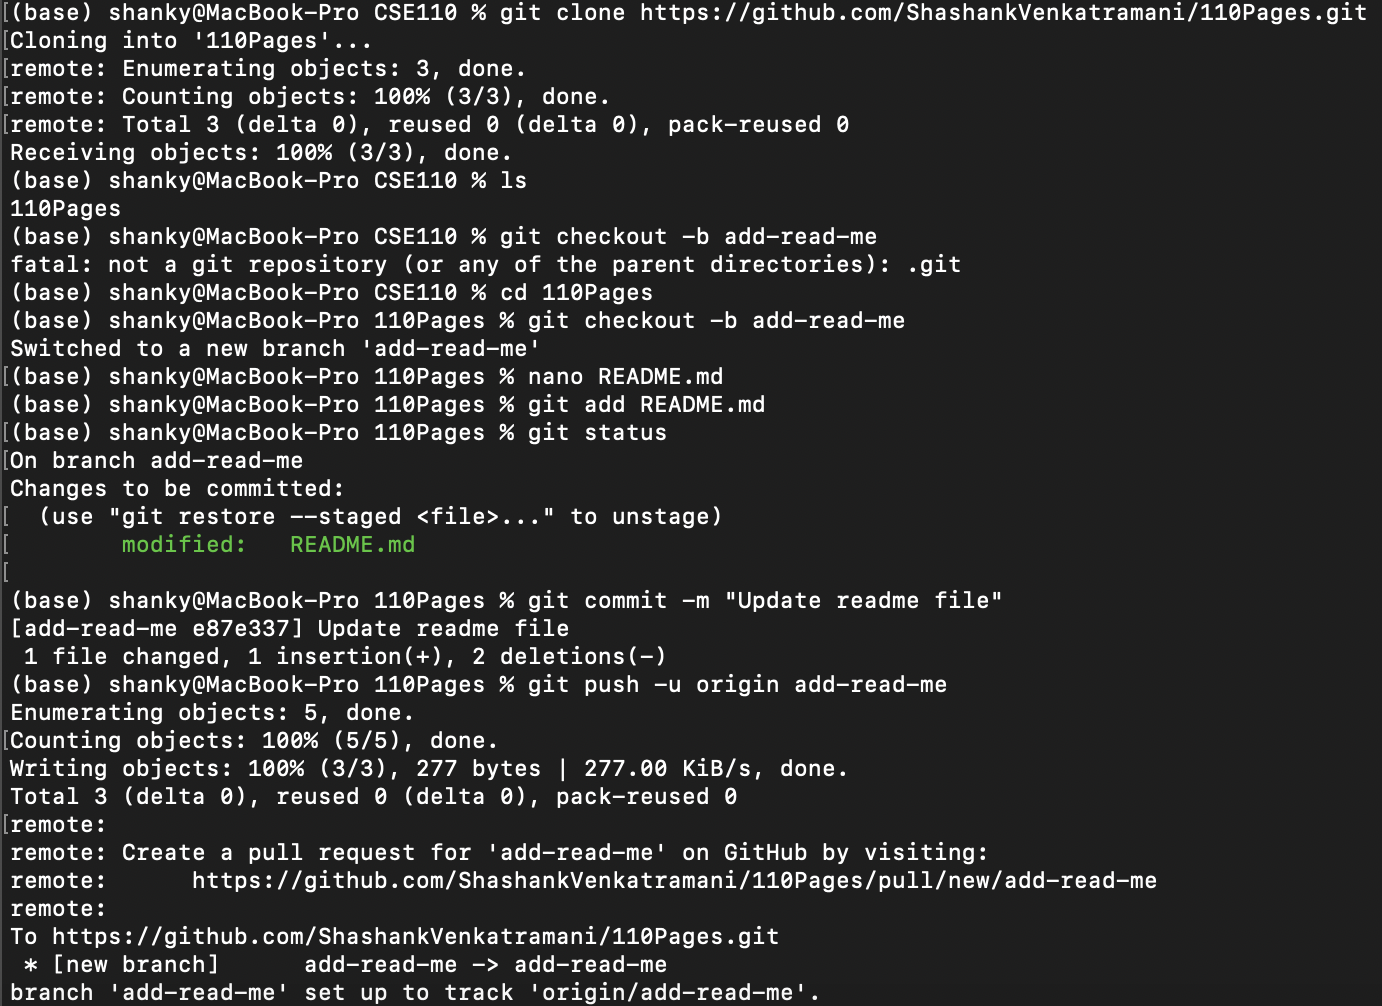 (base) shanky@MacBook-Pro CSE110 % git clone https://github.com/ShashankVenkatramani/110Pages.git
[Cloning into '110Pages'...
[remote: Enumerating objects: 3, done.
[remote: Counting objects: 100% (3/3), done.
[remote: Total 3 (delta 0), reused 0 (delta 0), pack-reused 0
Receiving objects: 100% (3/3), done.
(base) shanky@MacBook-Pro CSE110 % ls
110Pages
(base) shanky@MacBook-Pro CSE110 % git checkout -b add-read-me
fatal: not a git repository (or any of the parent directories): .git
(base) shanky@MacBook-Pro CSE110 % cd 110Pages
(base) shanky@MacBook-Pro 110Pages % git checkout -b add-read-me
Switched to a new branch 'add-read-me'
[(base) shanky@MacBook-Pro 110Pages % nano README.md
(base) shanky@MacBook-Pro 110Pages % git add README.md
[(base) shanky@MacBook-Pro 110Pages % git status
[On branch add-read-me
Changes to be committed:
[  (use "git restore --staged <file>..." to unstage)
[        modified:   README.md
[
(base) shanky@MacBook-Pro 110Pages % git commit -m "Update readme file"
[add-read-me e87e337] Update readme file
 1 file changed, 1 insertion(+), 2 deletions(-)
(base) shanky@MacBook-Pro 110Pages % git push -u origin add-read-me
Enumerating objects: 5, done.
[Counting objects: 100% (5/5), done.
Writing objects: 100% (3/3), 277 bytes | 277.00 KiB/s, done.
Total 3 (delta 0), reused 0 (delta 0), pack-reused 0
[remote:
remote: Create a pull request for 'add-read-me' on GitHub by visiting:
remote:      https://github.com/ShashankVenkatramani/110Pages/pull/new/add-read-me
remote:
To https://github.com/ShashankVenkatramani/110Pages.git
 * [new branch]      add-read-me -> add-read-me
branch 'add-read-me' set up to track 'origin/add-read-me'.